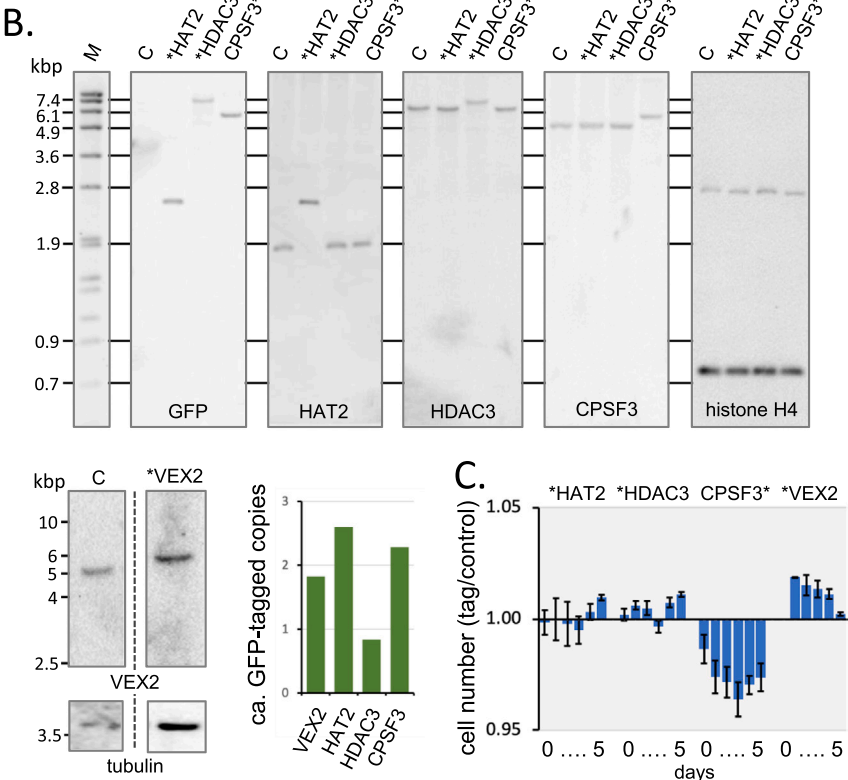 B.
M C *HAT2 *HDAC3 CPSF3* C *HAT2 *HDAC3 CPSF3* C *HAT2 *HDAC3 CPSF3* C *HAT2 *HDAC3 CPSF3* C *HAT2 *HDAC3 CPSF3*
kbp
7.4
6.1
4.9
3.6
2.8
1.9
0.9
0.7
GFP HAT2 HDAC3 CPSF3 histone H4
kbp C *VEX2
10
6
5
4
2.5
VEX2
3.5
tubulin
ca. GFP-tagged copies
3
2
1
0
VEX2 HAT2 HDAC3 CPSF3
C.
*HAT2 *HDAC3 CPSF3* *VEX2
cell number (tag/control)
1.05
1.00
0.95
0 .... 5 0 .... 5 0 .... 5 0 .... 5
days